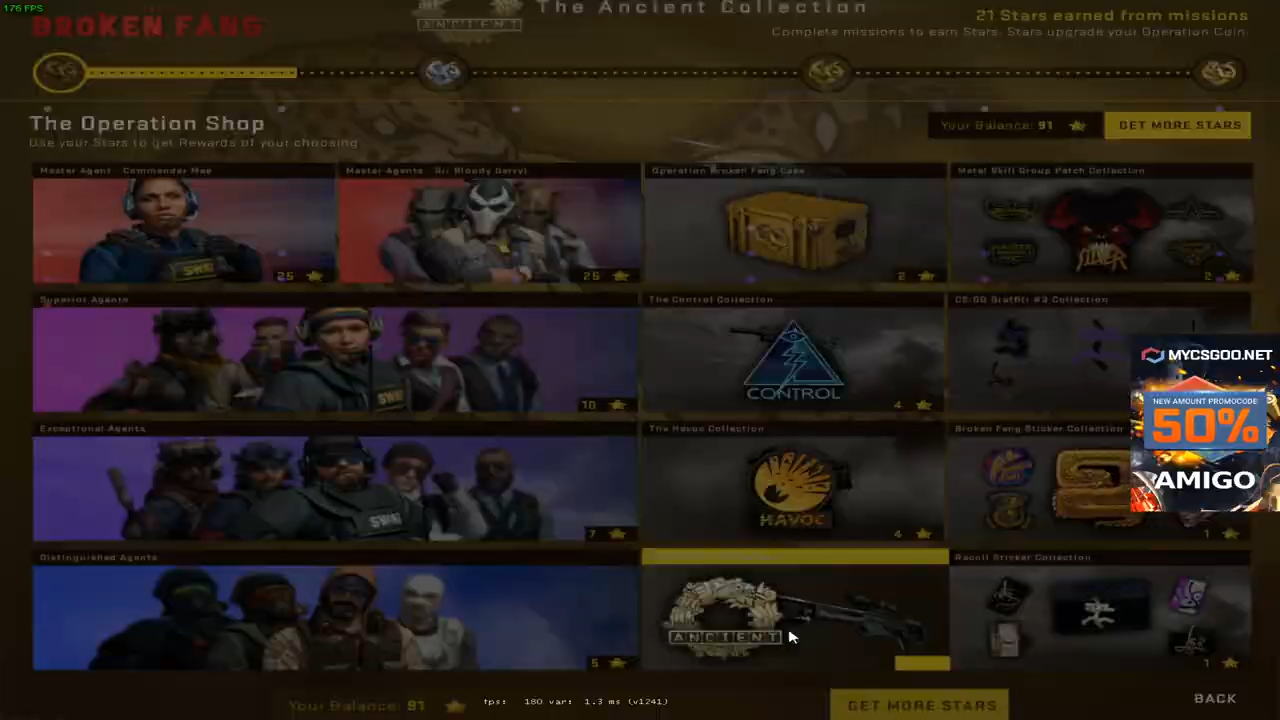 176 FPS
BROKEN FANG
ANCIENT
The Ancient Collection
21 Stars earned from missions
Complete missions to earn Stars. Stars upgrade your Operation Coin.
The Operation Shop
Use your Stars to get Rewards of your choosing
Your Balance: 91
GET MORE STARS
Master Agent
Commander Mae
Master Agents
Operation Broken Fang Case
Metal Skill Group Patch Collection
25
25
2
SILVER
2
Superior Agents
The Control Collection
CS:GO Graffiti #3 Collection
10
CONTROL
4
MYCSGOO.NET
NEW AMOUNT PROMOCODE:
50%
AMIGO
Exceptional Agents
The Havoc Collection
Broken Fang Sticker Collection
SWAT
7
HAVOC
4
1
Distinguished Agents
Recoil Sticker Collection
5
ANCIENT
1
Your Balance: 91
fps: 180 var: 1.3 ms (v1241)
GET MORE STARS
BACK